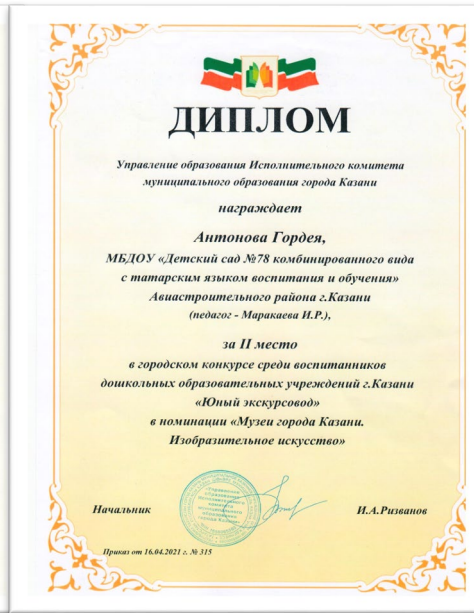 ДИПЛОМ
Управление образования Исполнительного комитета
муниципального образования города Казани
награждает
Антонова Гордея,
МБДОУ «Детский сад №78 комбинированного вида
с татарским языком воспитания и обучения»
Авиастроительного района г.Казани
(педагог - Маракаева И.Р.),
за II место
в городском конкурсе среди воспитанников
дошкольных образовательных учреждений г.Казани
«Юный экскурсовод»
в номинации «Музеи города Казани.
Изобразительное искусство»
Начальник И.А.Ризванов
Приказ от 16.04.2021 г. № 315